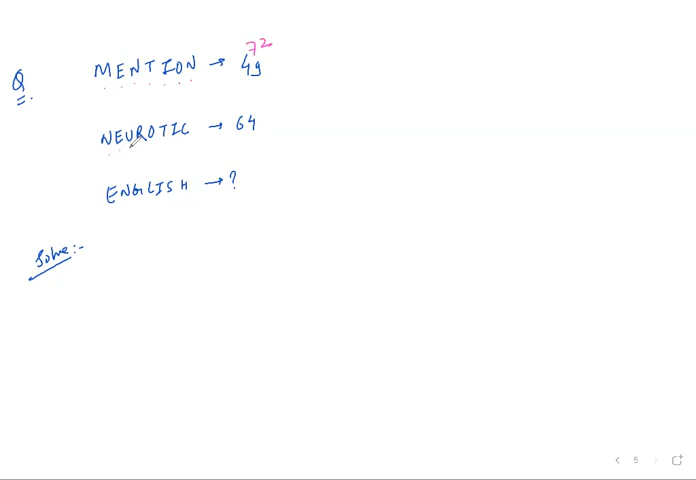 7²
Q MENTION → 49
NEUROTIC → 64
ENGLISH → ?
Solve:-
< 5 >